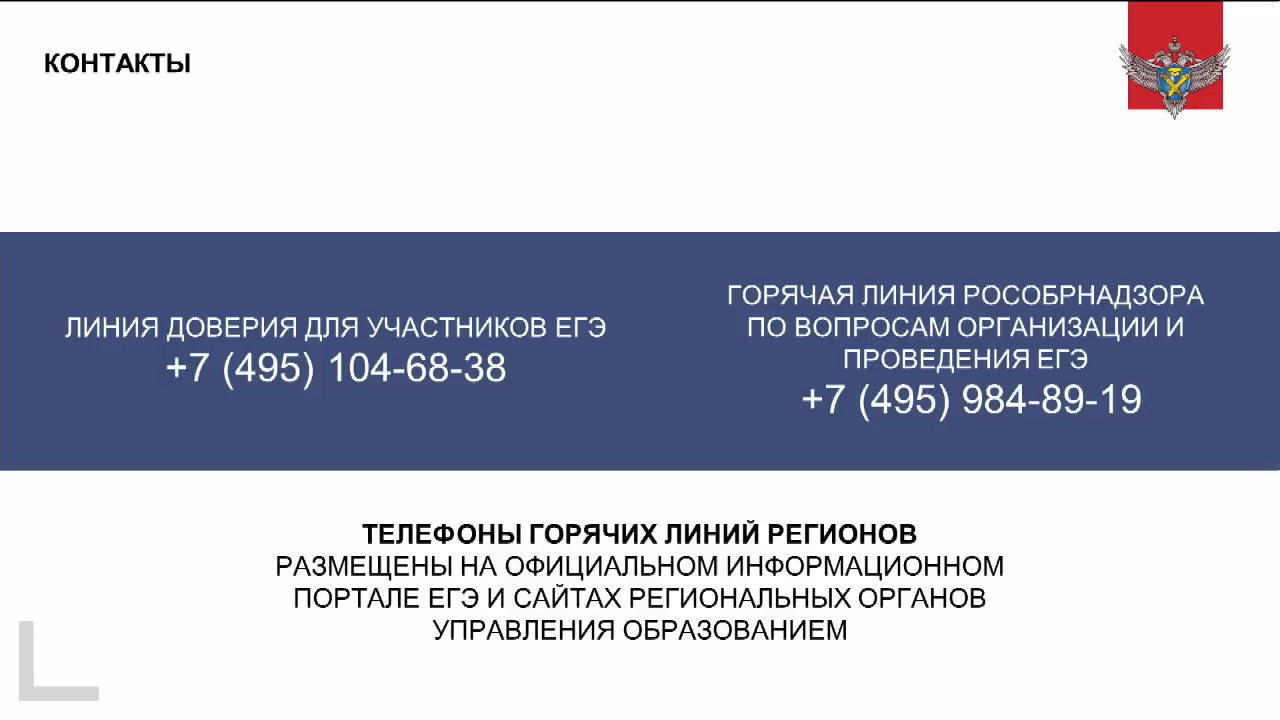 КОНТАКТЫ
ЛИНИЯ ДОВЕРИЯ ДЛЯ УЧАСТНИКОВ ЕГЭ
+7 (495) 104-68-38
ГОРЯЧАЯ ЛИНИЯ РОСОБРНАДЗОРА
ПО ВОПРОСАМ ОРГАНИЗАЦИИ И
ПРОВЕДЕНИЯ ЕГЭ
+7 (495) 984-89-19
ТЕЛЕФОНЫ ГОРЯЧИХ ЛИНИЙ РЕГИОНОВ
РАЗМЕЩЕНЫ НА ОФИЦИАЛЬНОМ ИНФОРМАЦИОННОМ
ПОРТАЛЕ ЕГЭ И САЙТАХ РЕГИОНАЛЬНЫХ ОРГАНОВ
УПРАВЛЕНИЯ ОБРАЗОВАНИЕМ